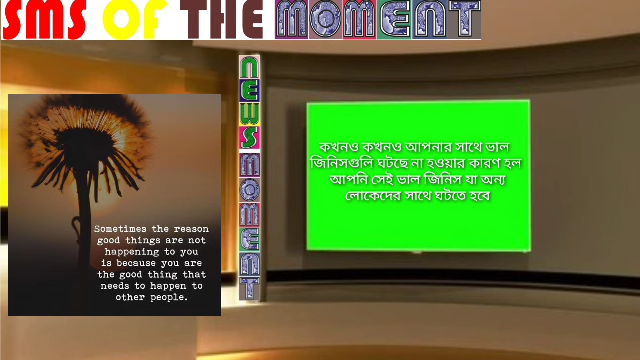 SMS OF THE MOMENT
NEWS MOMENT
Sometimes the reason
good things are not
happening to you
is because you are
the good thing that
needs to happen to
other people.
কখনও কখনও আপনার সাথে ভাল
জিনিসগুলি ঘটছে না হওয়ার কারণ হল
আপনি সেই ভাল জিনিস যা অন্য
লোকেদের সাথে ঘটতে হবে